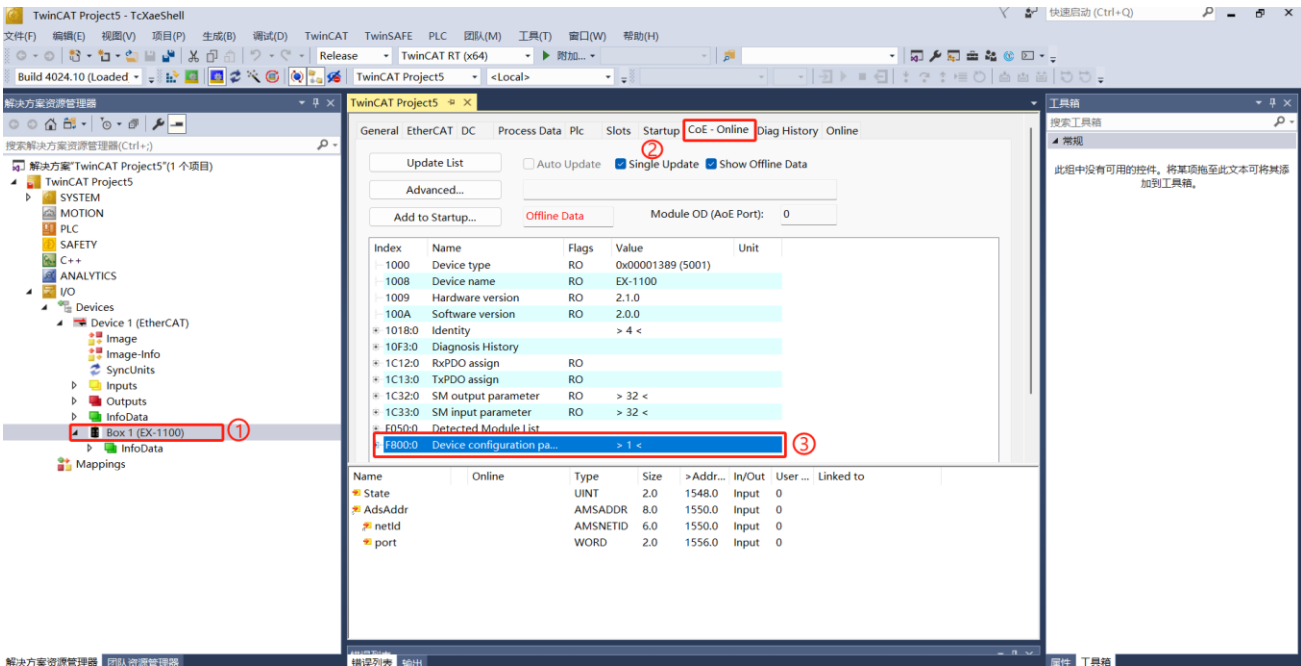 TwinCAT Project5 - TcXaeShell
快速启动 (Ctrl+Q)
文件(F) 编辑(E) 视图(V) 项目(P) 生成(B) 调试(D) TwinCAT TwinSAFE PLC 团队(M) 工具(T) 窗口(W) 帮助(H)
Release TwinCAT RT (x64) 附加...
Build 4024.10 (Loaded TwinCAT Project5 <Local>
解决方案资源管理器
搜索解决方案资源管理器(Ctrl+;)
解决方案"TwinCAT Project5"(1 个项目)
TwinCAT Project5
SYSTEM
MOTION
PLC
SAFETY
C++
ANALYTICS
I/O
Devices
Device 1 (EtherCAT)
Image
Image-Info
SyncUnits
Inputs
Outputs
InfoData
Box 1 (EX-1100) ①
InfoData
Mappings
解决方案资源管理器 团队资源管理器
TwinCAT Project5
General EtherCAT DC Process Data Plc Slots Startup CoE - Online Diag History Online
②
Update List Auto Update Single Update Show Offline Data
Advanced...
Add to Startup... Offline Data Module OD (AoE Port): 0
Index Name Flags Value Unit
1000 Device type RO 0x00001389 (5001)
1008 Device name RO EX-1100
1009 Hardware version RO 2.1.0
100A Software version RO 2.0.0
1018:0 Identity > 4 <
10F3:0 Diagnosis History
1C12:0 RxPDO assign RO
1C13:0 TxPDO assign RO
1C32:0 SM output parameter RO > 32 <
1C33:0 SM input parameter RO > 32 <
F050:0 Detected Module List
F800:0 Device configuration pa... > 1 < ③
Name Online Type Size >Addr... In/Out User ... Linked to
State UINT 2.0 1548.0 Input 0
AdsAddr AMSADDR 8.0 1550.0 Input 0
netId AMSNETID 6.0 1550.0 Input 0
port WORD 2.0 1556.0 Input 0
错误列表
错误列表 输出
工具箱
搜索工具箱
常规
此组中没有可用的控件。将某项拖至此文本可将其添
加到工具箱。
属性 工具箱